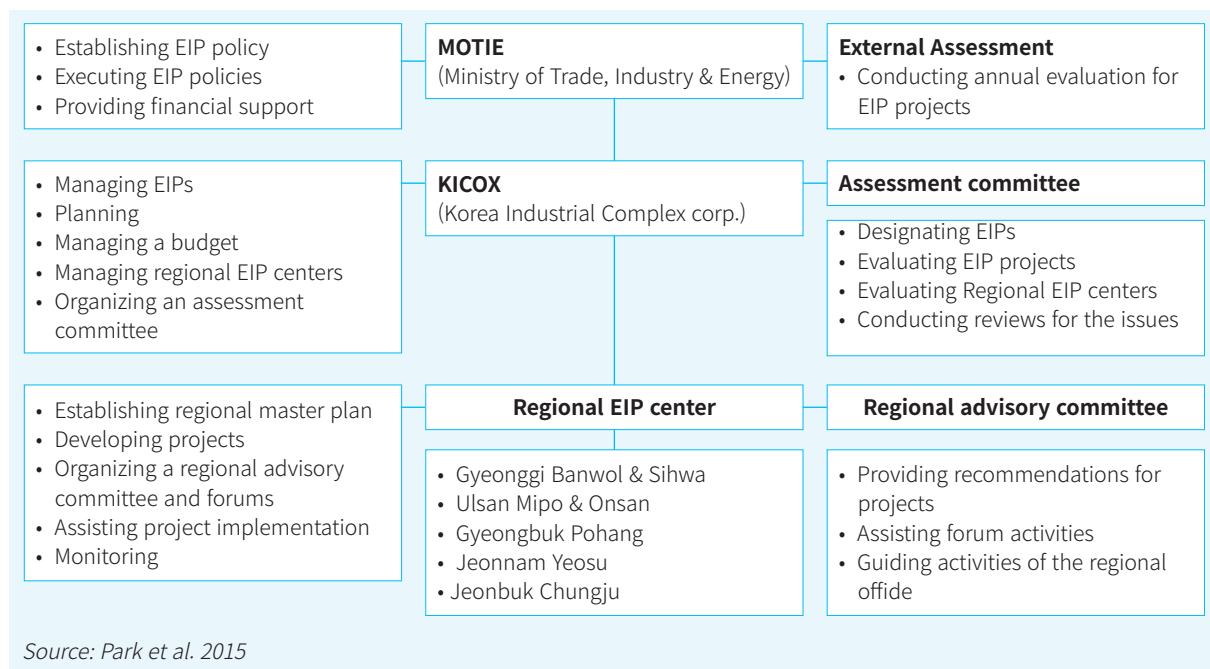 • Establishing EIP policy
• Executing EIP policies
• Providing financial support
MOTIE
(Ministry of Trade, Industry & Energy)
External Assessment
• Conducting annual evaluation for
EIP projects
• Managing EIPs
• Planning
• Managing a budget
• Managing regional EIP centers
• Organizing an assessment
committee
KICOX
(Korea Industrial Complex corp.)
Assessment committee
• Designating EIPs
• Evaluating EIP projects
• Evaluating Regional EIP centers
• Conducting reviews for the issues
• Establishing regional master plan
• Developing projects
• Organizing a regional advisory
committee and forums
• Assisting project implementation
• Monitoring
Regional EIP center
• Gyeonggi Banwol & Sihwa
• Ulsan Mipo & Onsan
• Gyeongbuk Pohang
• Jeonnam Yeosu
• Jeonbuk Chungju
Regional advisory committee
• Providing recommendations for
projects
• Assisting forum activities
• Guiding activities of the regional
offide
Source: Park et al. 2015